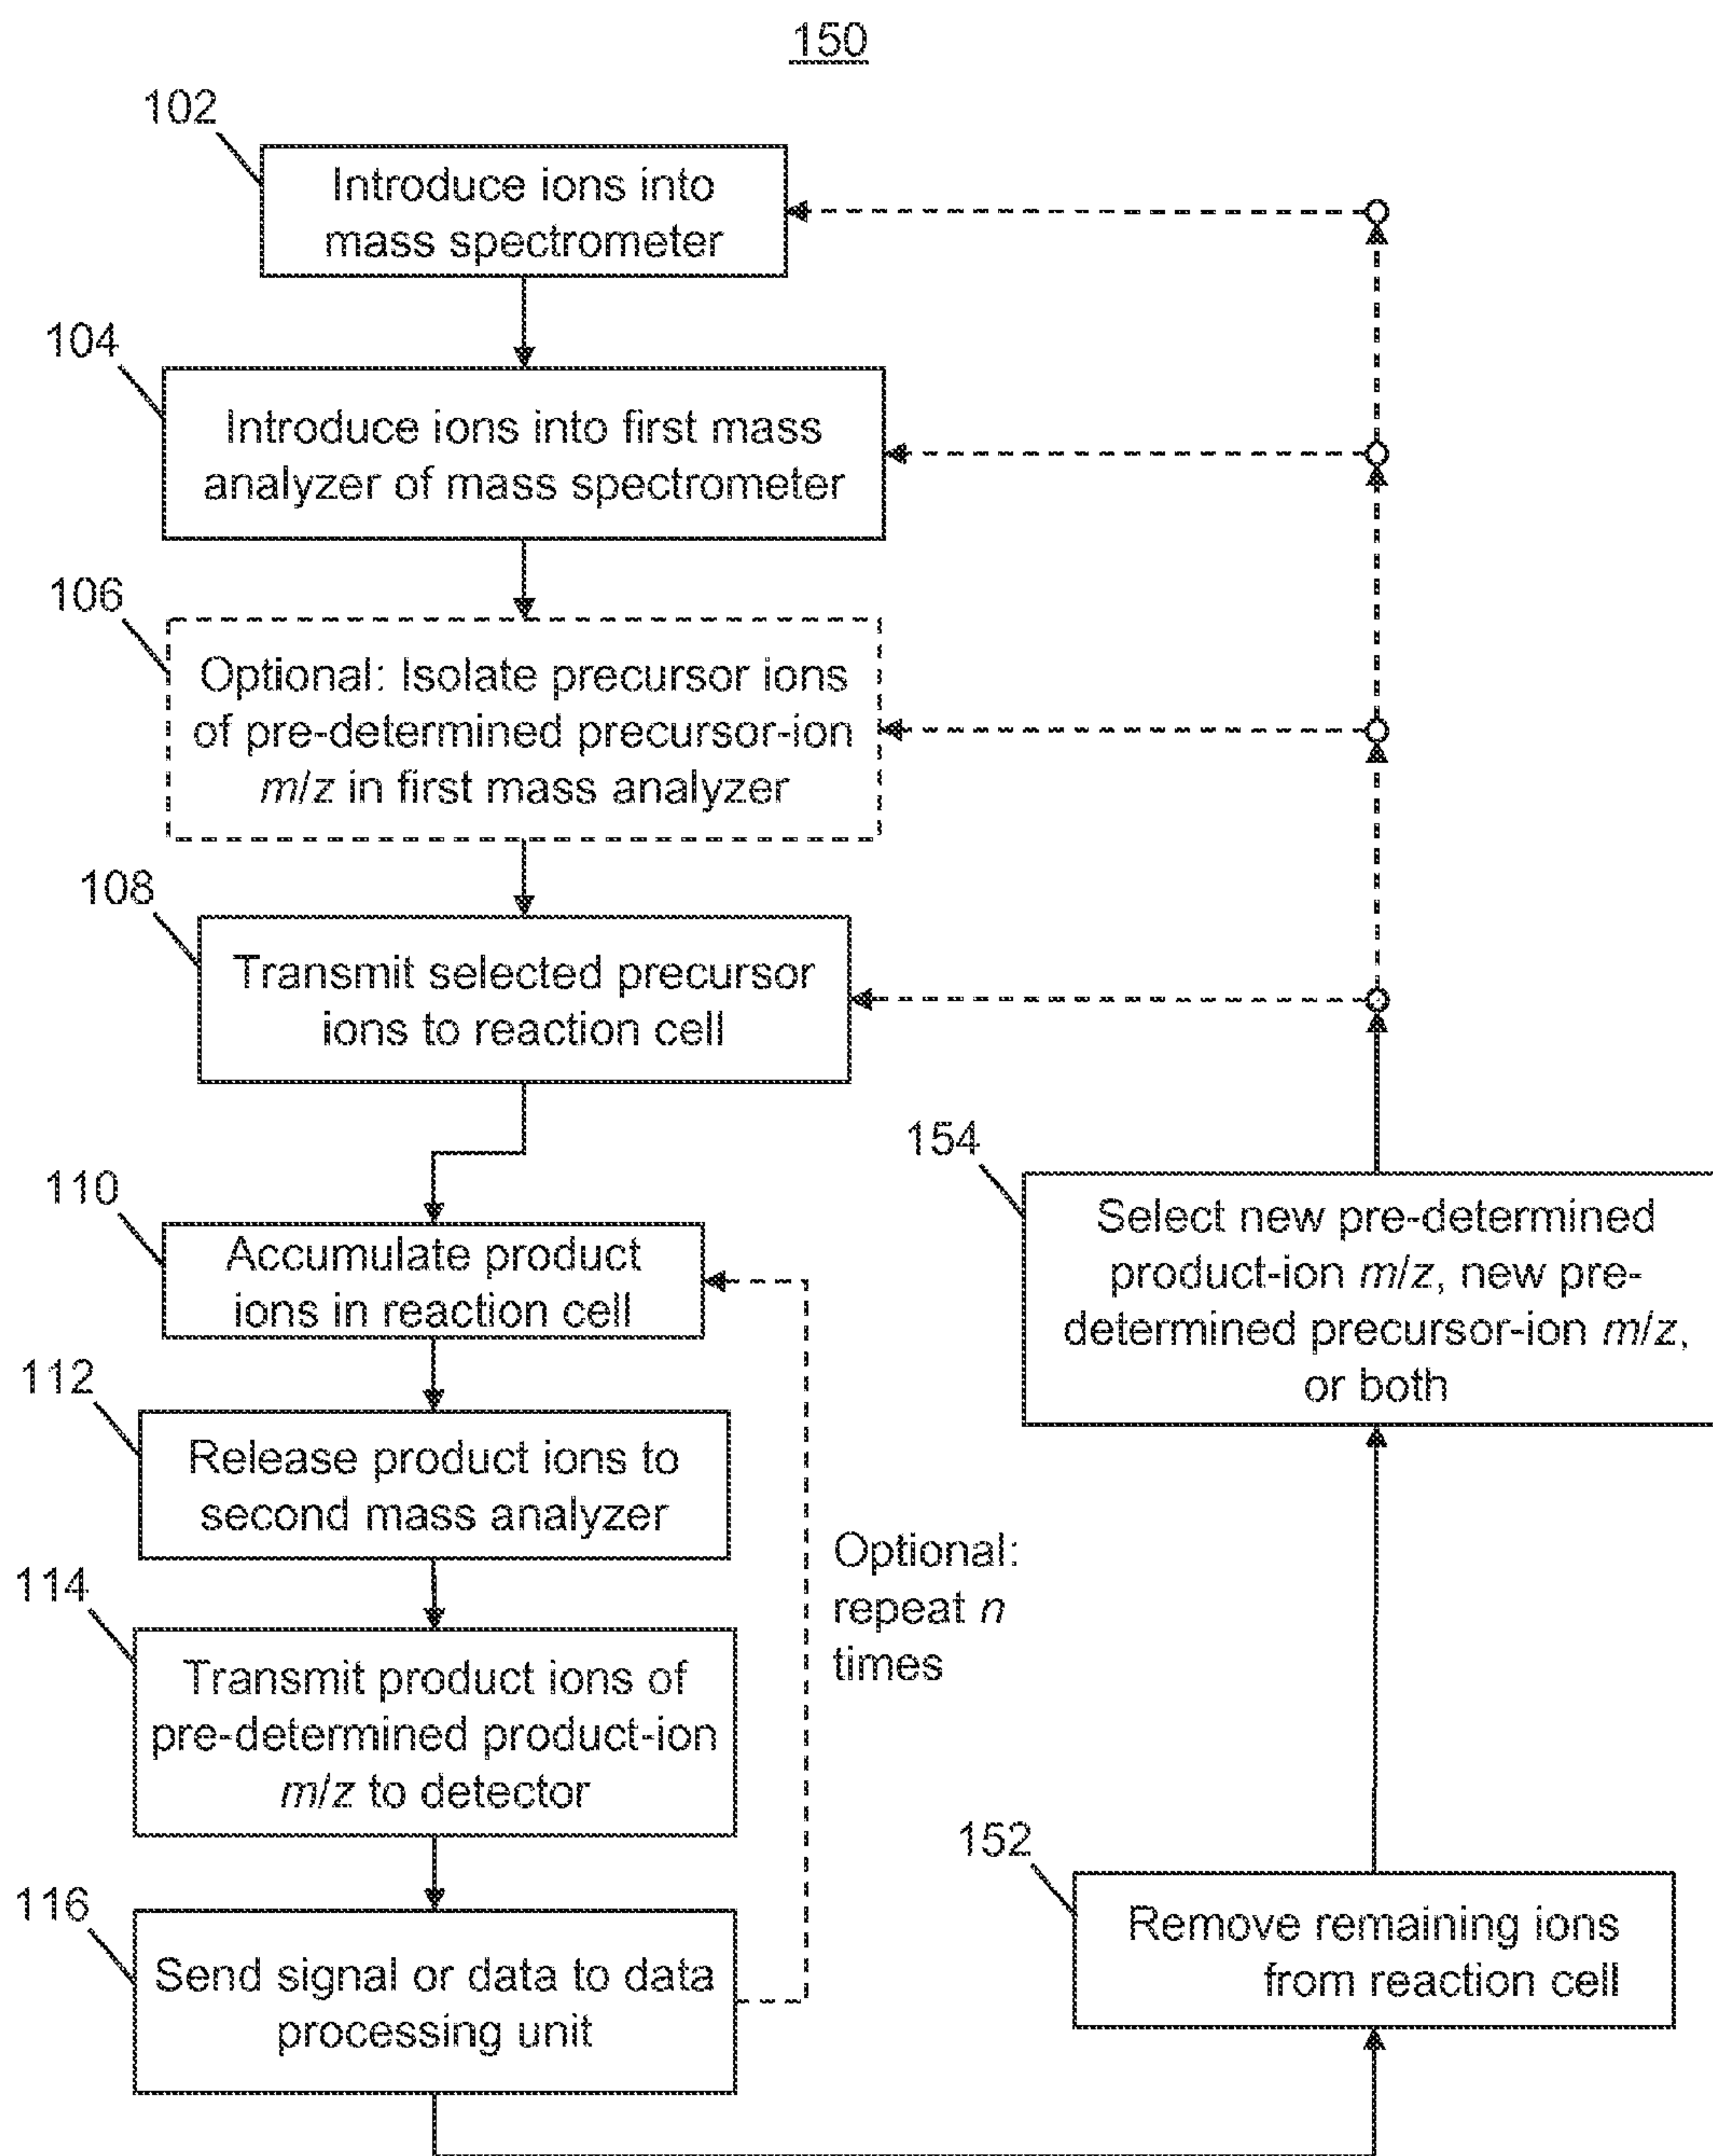 150
102
Introduce ions into
mass spectrometer
104
Introduce ions into first mass
analyzer of mass spectrometer
106
Optional: Isolate precursor ions
of pre-determined precursor-ion
m/z in first mass analyzer
108
Transmit selected precursor
ions to reaction cell
110
Accumulate product
ions in reaction cell
112
Release product ions to
second mass analyzer
114
Transmit product ions of
pre-determined product-ion
m/z to detector
116
Send signal or data to data
processing unit
Optional:
repeat n
times
154
Select new pre-determined
product-ion m/z, new pre-
determined precursor-ion m/z,
or both
152
Remove remaining ions
from reaction cell